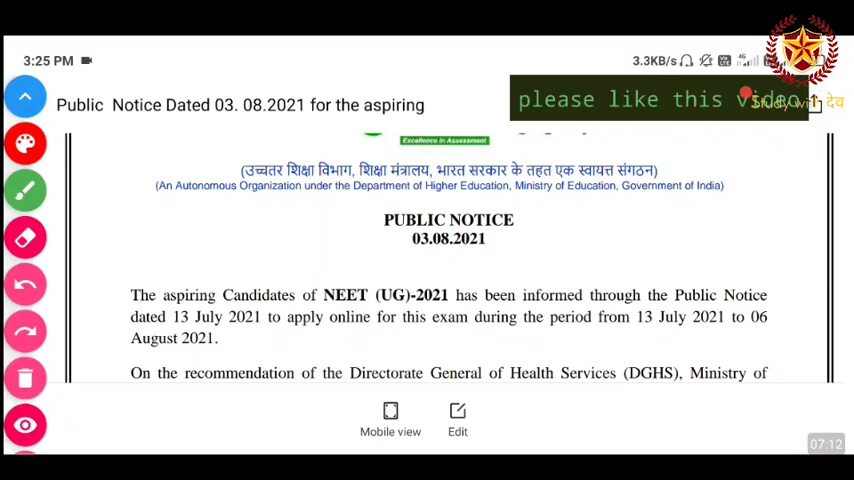 3:25 PM
3.3KB/s
4G
Public Notice Dated 03. 08.2021 for the aspiring
please like this video
Study with देव
1
Excellence in Assessment
(उच्चतर शिक्षा विभाग, शिक्षा मंत्रालय, भारत सरकार के तहत एक स्वायत्त संगठन)
(An Autonomous Organization under the Department of Higher Education, Ministry of Education, Government of India)
PUBLIC NOTICE
03.08.2021
The aspiring Candidates of NEET (UG)-2021 has been informed through the Public Notice
dated 13 July 2021 to apply online for this exam during the period from 13 July 2021 to 06
August 2021.
On the recommendation of the Directorate General of Health Services (DGHS), Ministry of
Mobile view
Edit
07:12